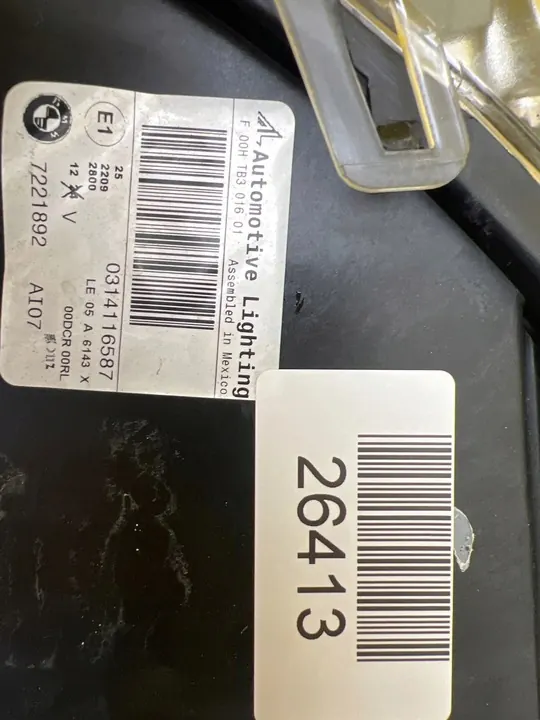 Automotive Lighting
F 00H TB3 016 01
Assembled in Mexico
0314116587
LE 05 A 6143 X
00DCR 00RL
BMW
E1
25
2209
2800
12 V
7221892
AI07
26413